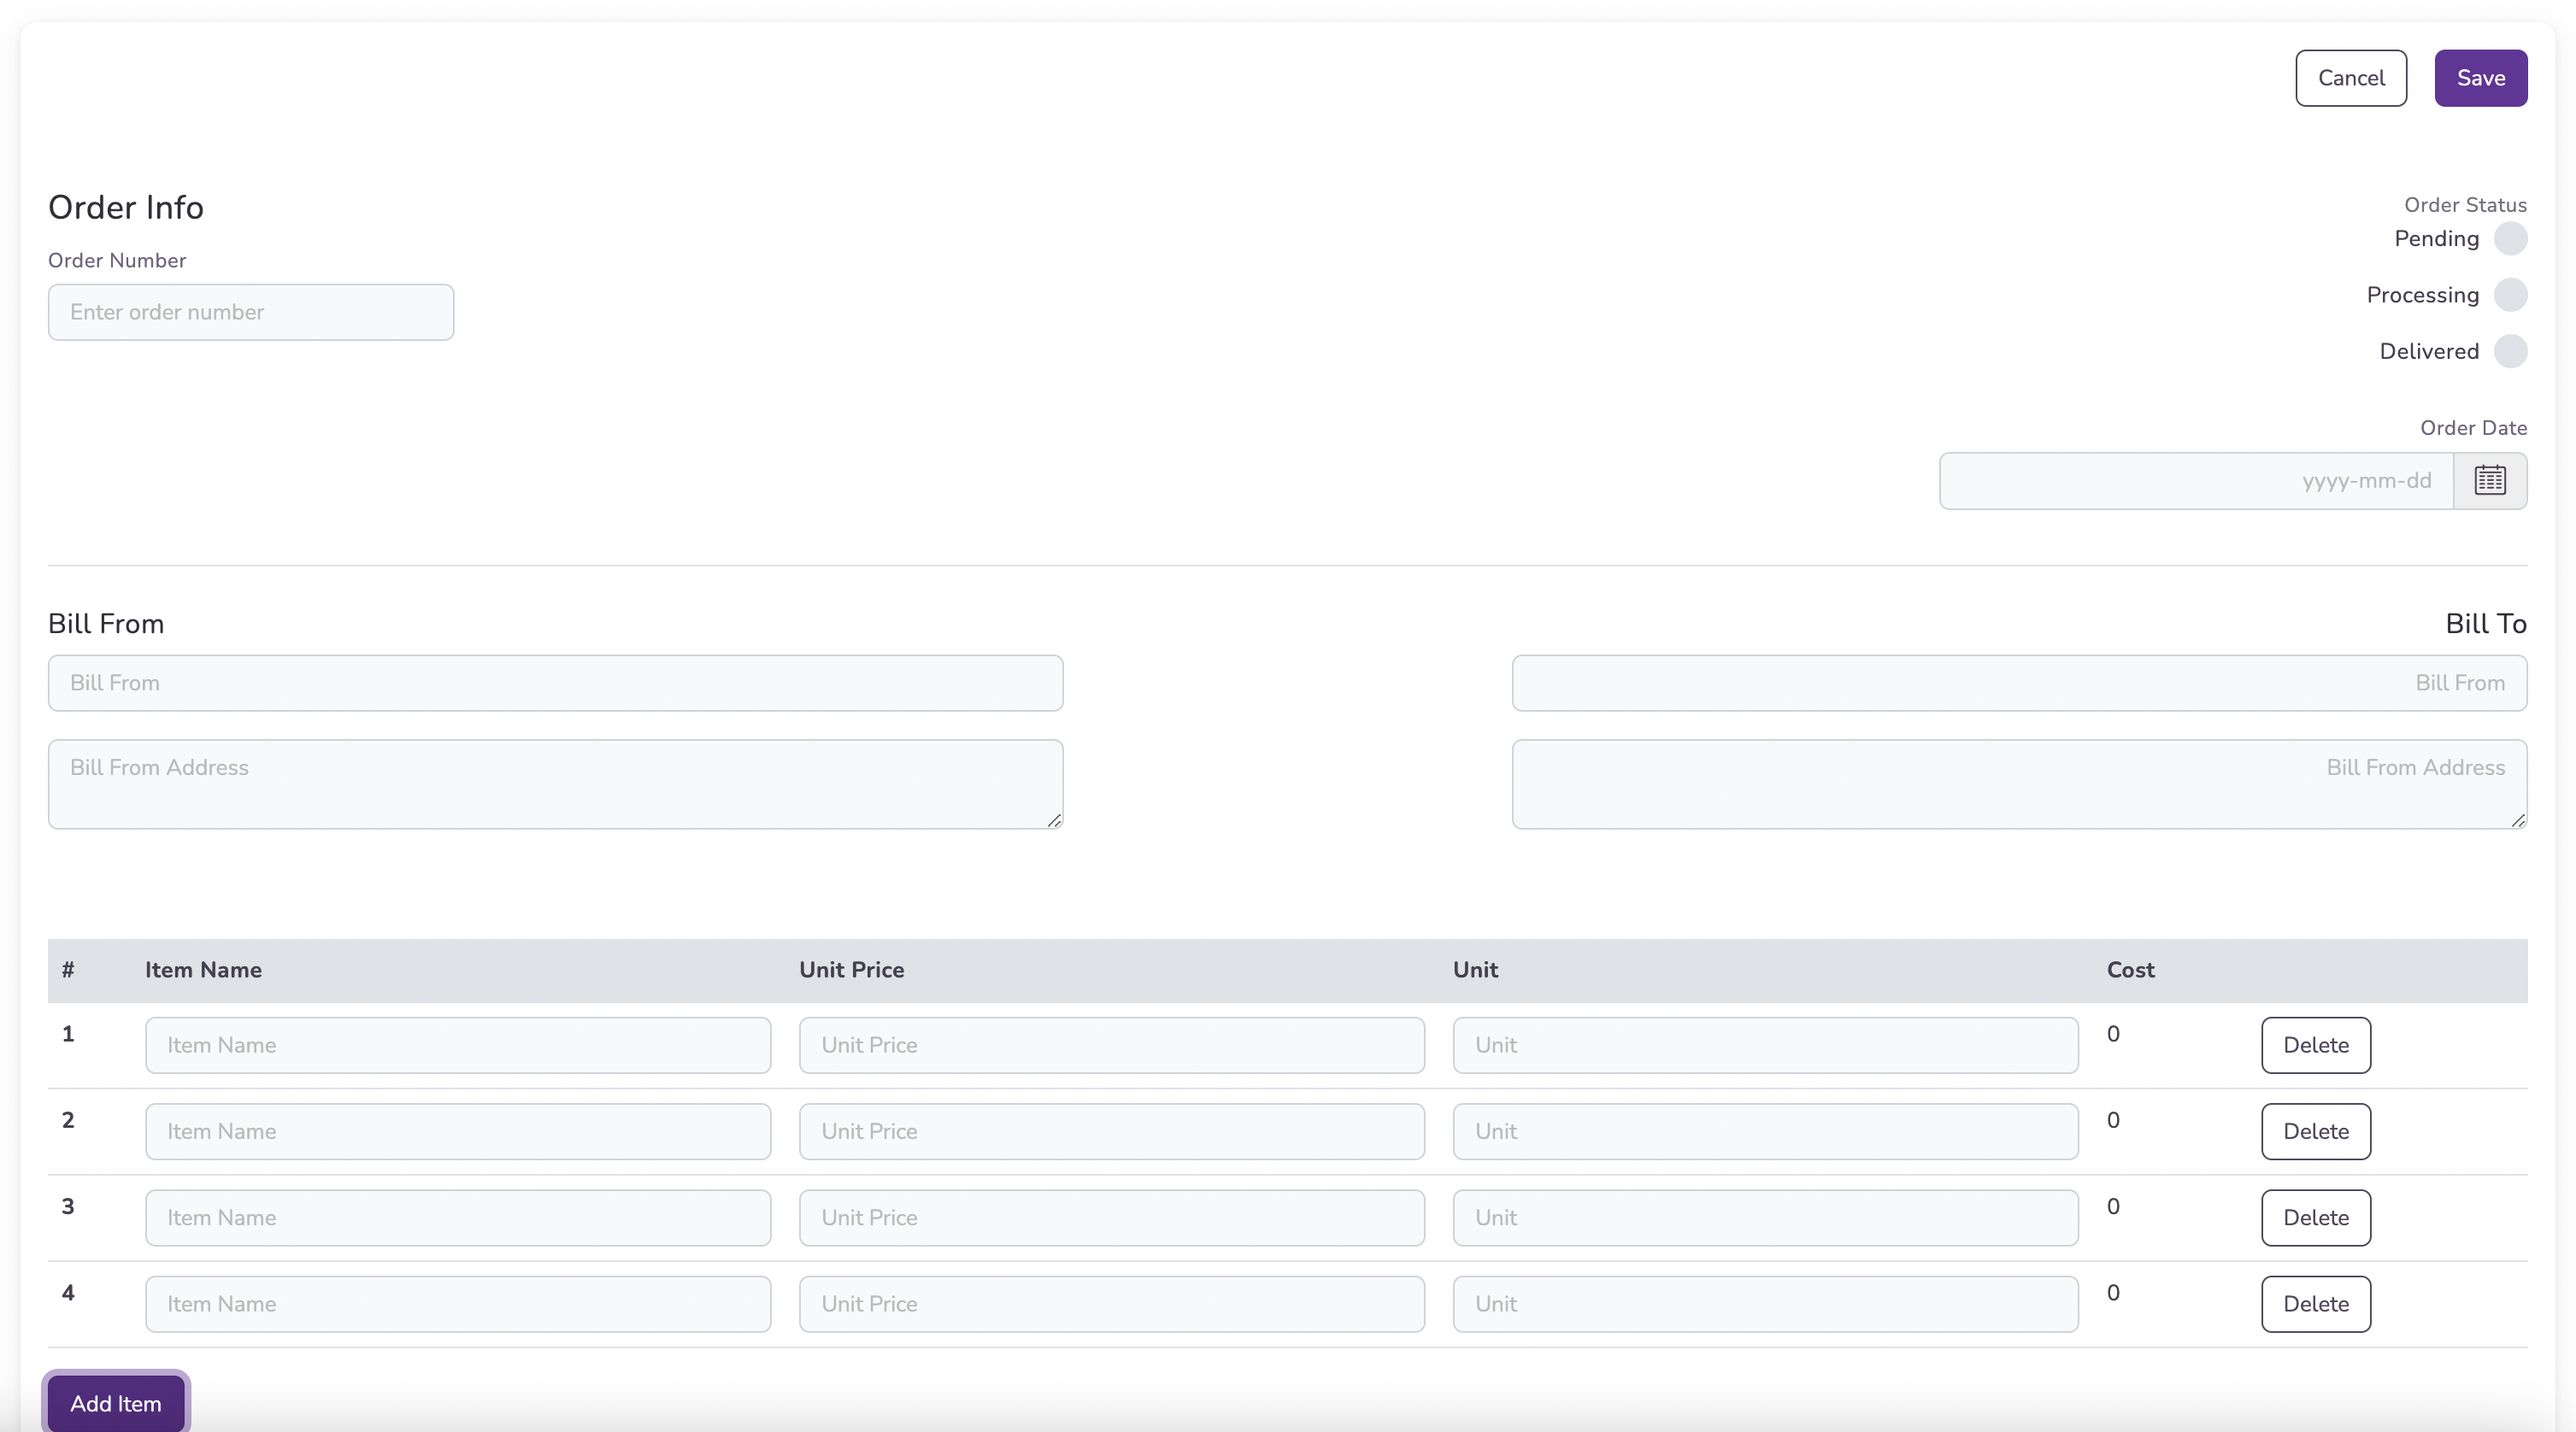 Cancel Save
Order Info
Order Status
Pending
Order Number
Enter order number
Processing
Delivered
Order Date
yyyy-mm-dd
Bill From Bill To
Bill From Bill From
Bill From Address Bill From Address
# Item Name Unit Price Unit Cost
1 Item Name Unit Price Unit 0 Delete
2 Item Name Unit Price Unit 0 Delete
3 Item Name Unit Price Unit 0 Delete
4 Item Name Unit Price Unit 0 Delete
Add Item